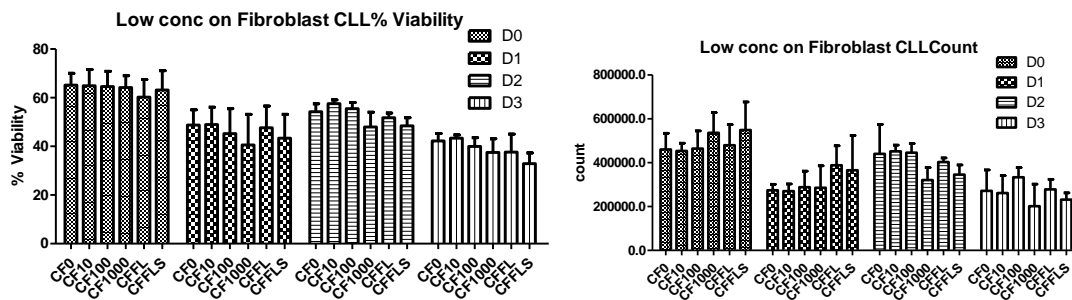 Low conc on Fibroblast CLL% Viability
D0
D1
D2
D3
80
60
40
20
0
% Viability
CF0 CF10 CF100 CF1000 CFFL CFFLS CF0 CF10 CF100 CF1000 CFFL CFFLS CF0 CF10 CF100 CF1000 CFFL CFFLS CF0 CF10 CF100 CF1000 CFFL CFFLS
Low conc on Fibroblast CLLCount
D0
D1
D2
D3
800000.0
600000.0
400000.0
200000.0
0.0
count
CF0 CF10 CF100 CF1000 CFFL CFFLS CF0 CF10 CF100 CF1000 CFFL CFFLS CF0 CF10 CF100 CF1000 CFFL CFFLS CF0 CF10 CF100 CF1000 CFFL CFFLS